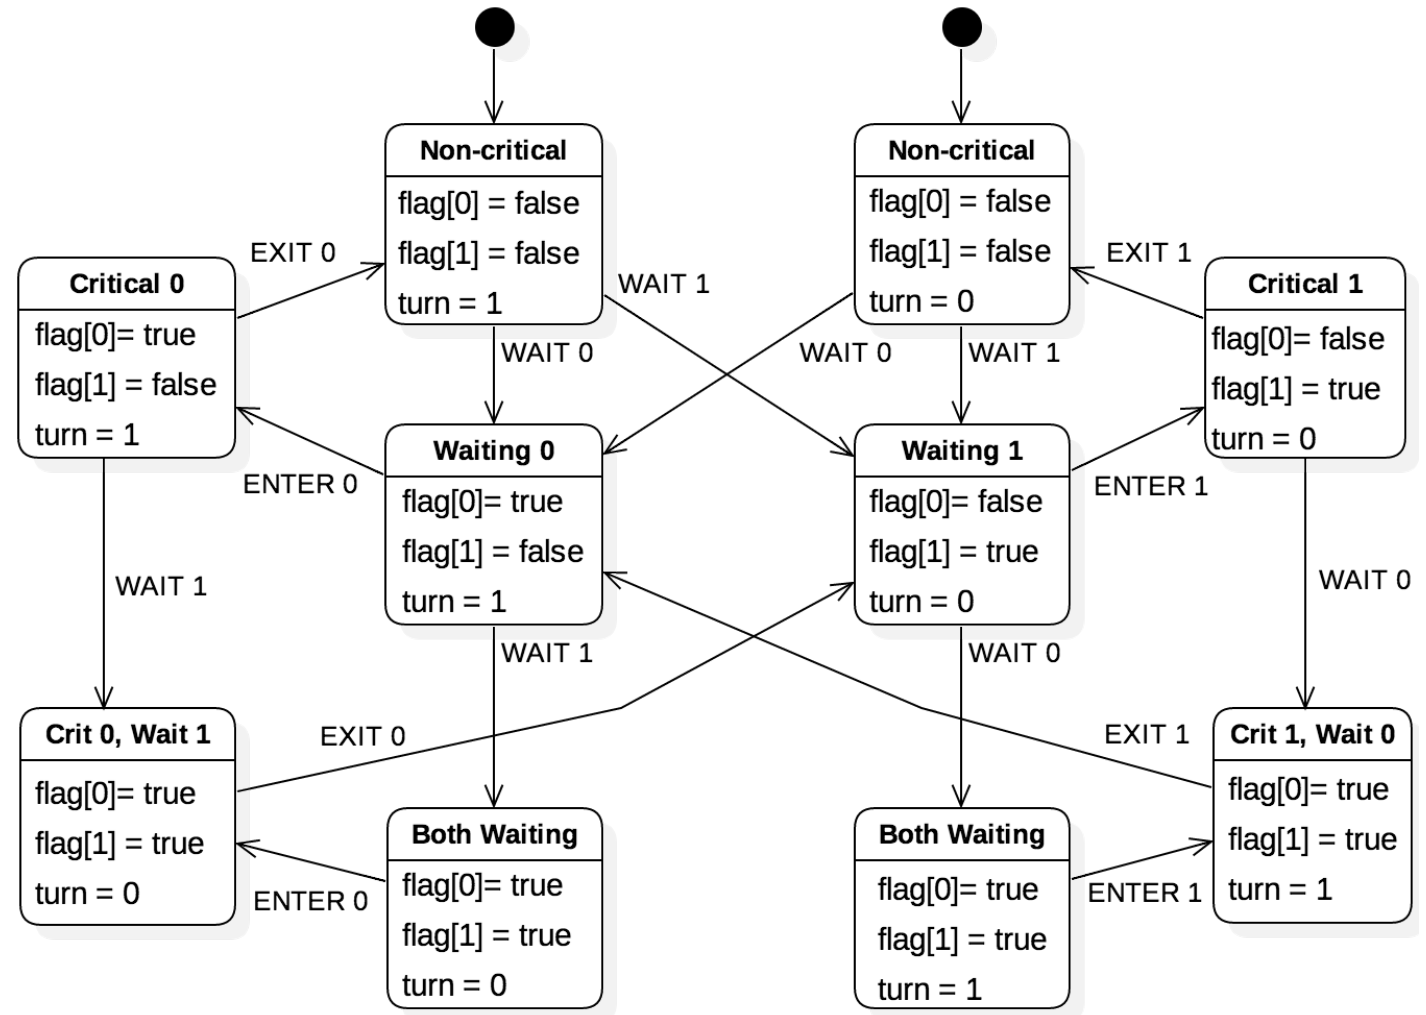 Non-critical
flag[0] = false
flag[1] = false
turn = 1
Non-critical
flag[0] = false
flag[1] = false
turn = 0
EXIT 0
EXIT 1
Critical 0
flag[0]= true
flag[1] = false
turn = 1
WAIT 1
WAIT 0
WAIT 0
WAIT 1
Critical 1
flag[0]= false
flag[1] = true
turn = 0
ENTER 0
Waiting 0
flag[0]= true
flag[1] = false
turn = 1
Waiting 1
flag[0]= false
flag[1] = true
turn = 0
ENTER 1
WAIT 1
WAIT 0
WAIT 1
WAIT 0
Crit 0, Wait 1
flag[0]= true
flag[1] = true
turn = 0
EXIT 0
EXIT 1
Crit 1, Wait 0
flag[0]= true
flag[1] = true
turn = 1
ENTER 0
Both Waiting
flag[0]= true
flag[1] = true
turn = 0
Both Waiting
flag[0]= true
flag[1] = true
turn = 1
ENTER 1